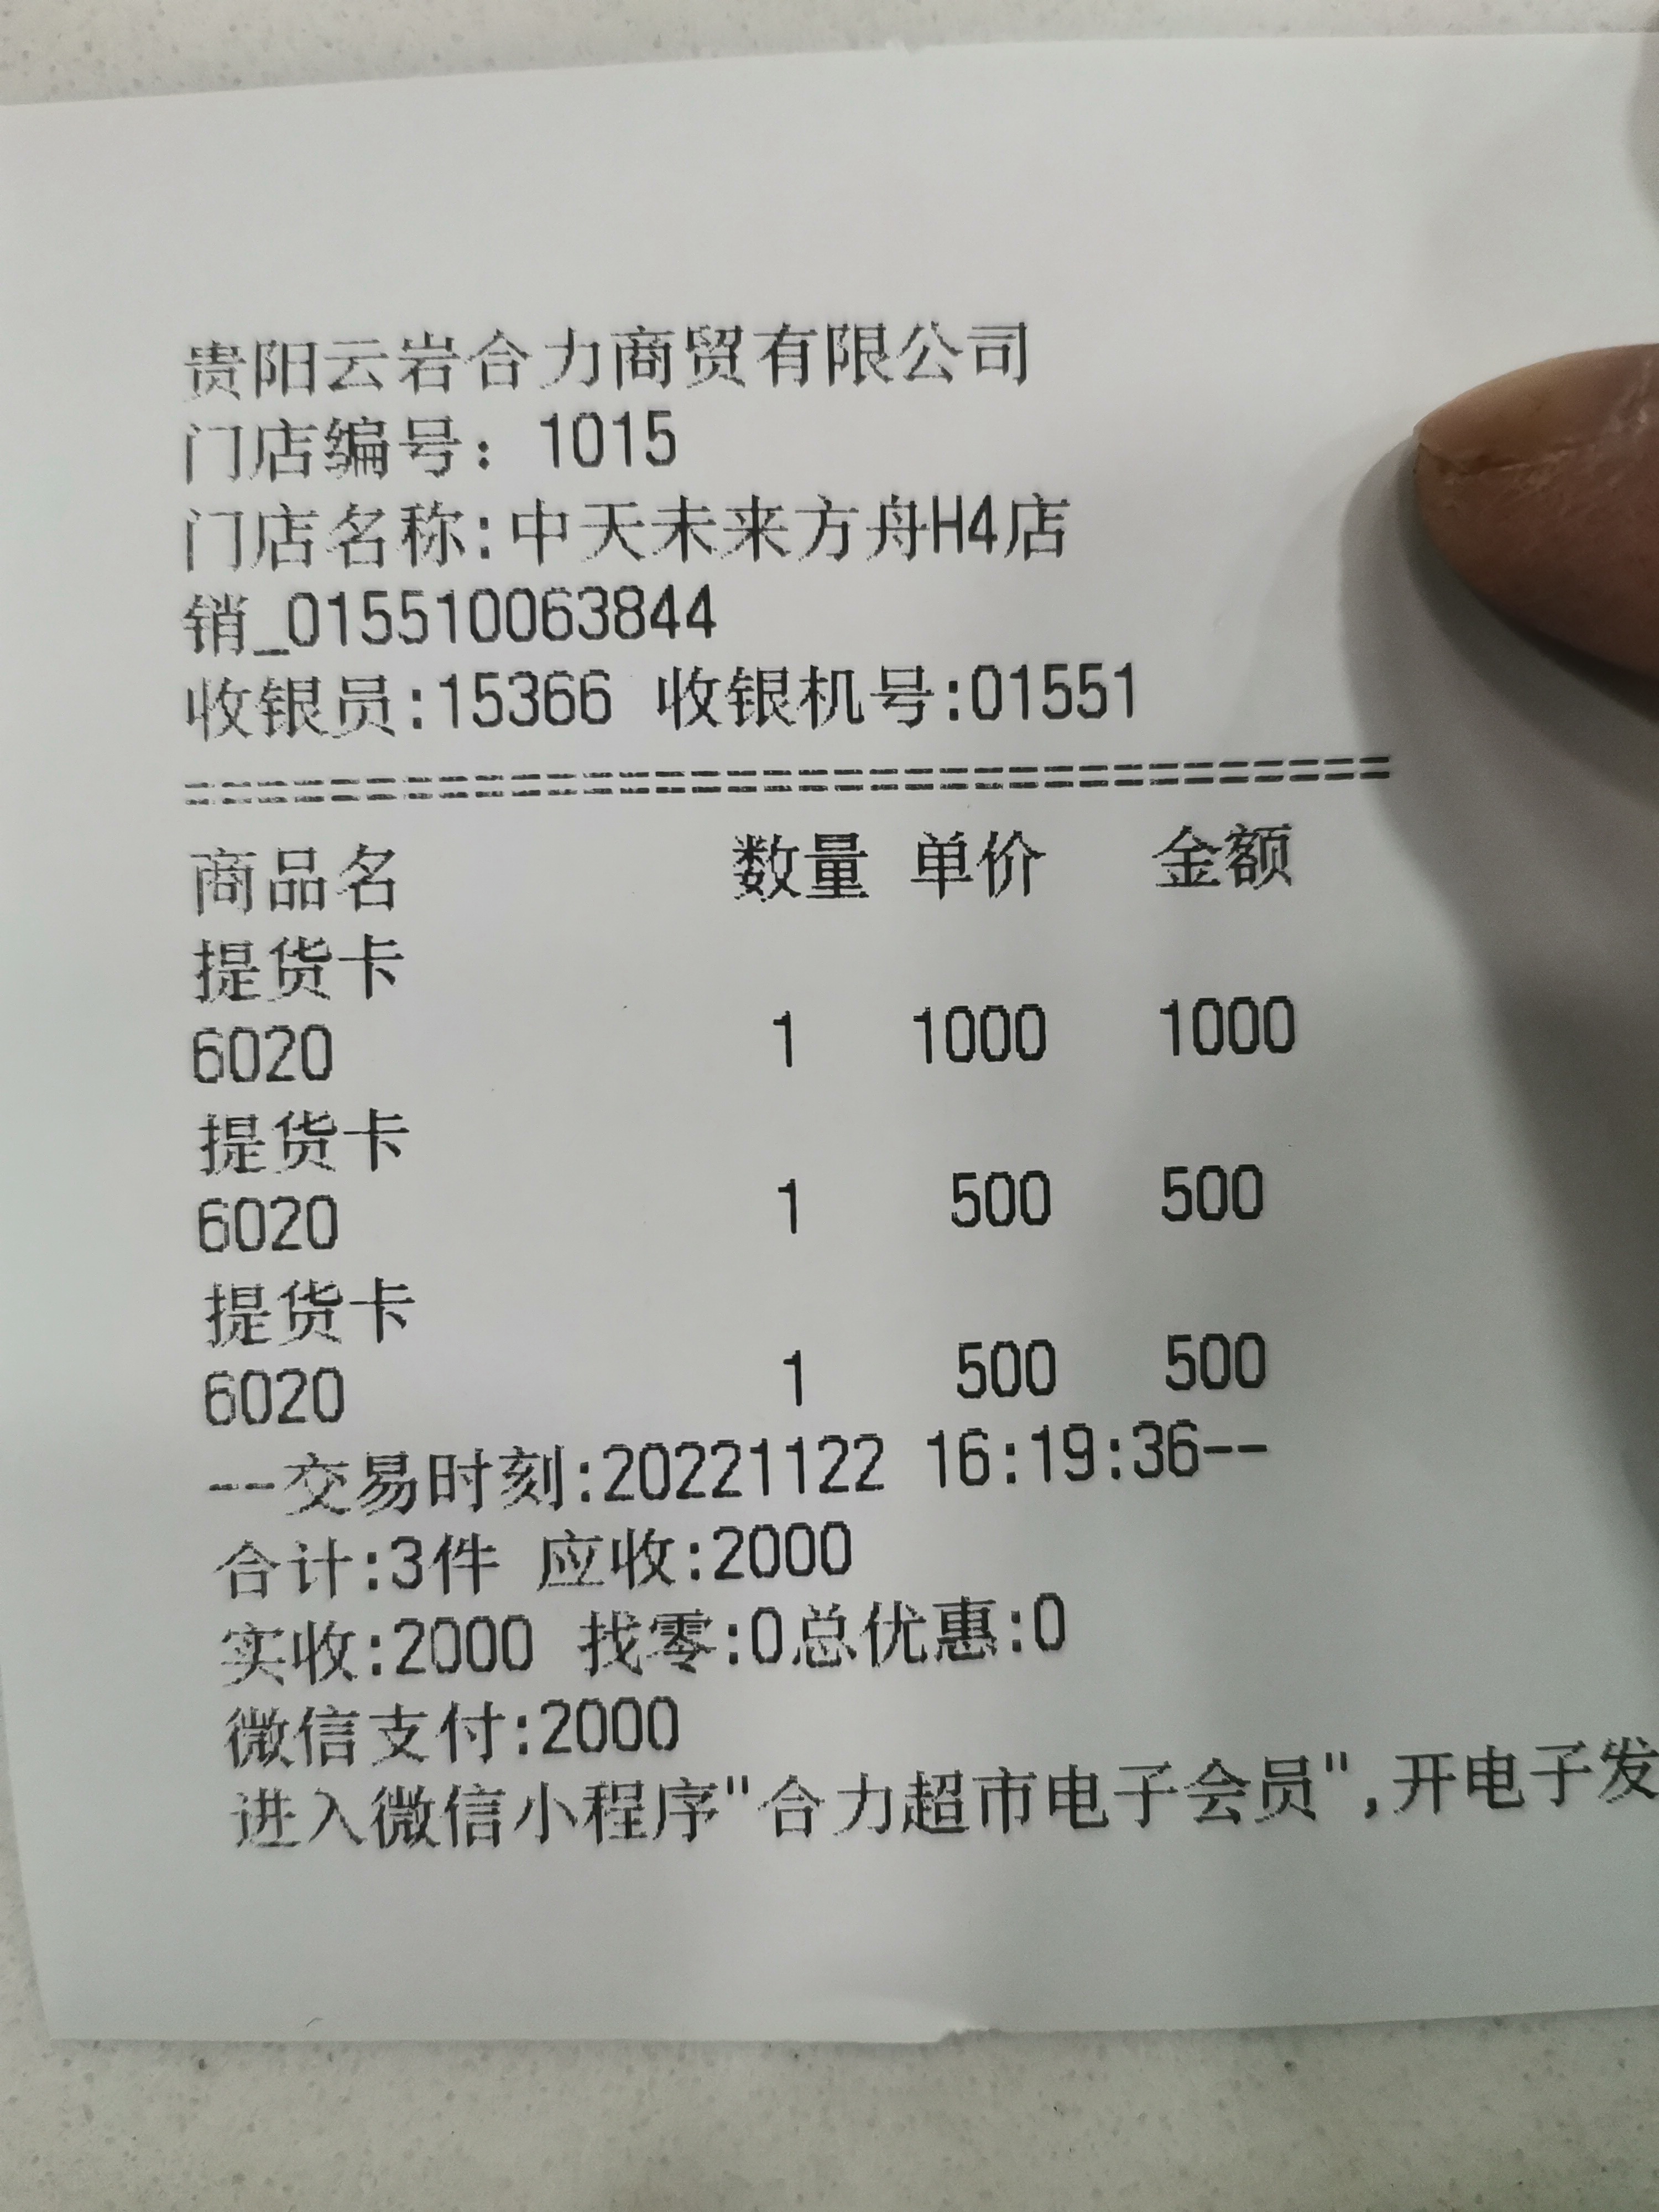 贵阳云岩合力商贸有限公司
门店编号：1015
门店名称:中天未来方舟H4店
销_015510063844
收银员:15366 收银机号:01551
==================================
商品名 数量 单价 金额
提货卡
6020 1 1000 1000
提货卡
6020 1 500 500
提货卡
6020 1 500 500
--交易时刻:20221122 16:19:36--
合计:3件 应收:2000
实收:2000 找零:0总优惠:0
微信支付:2000
进入微信小程序"合力超市电子会员",开电子发